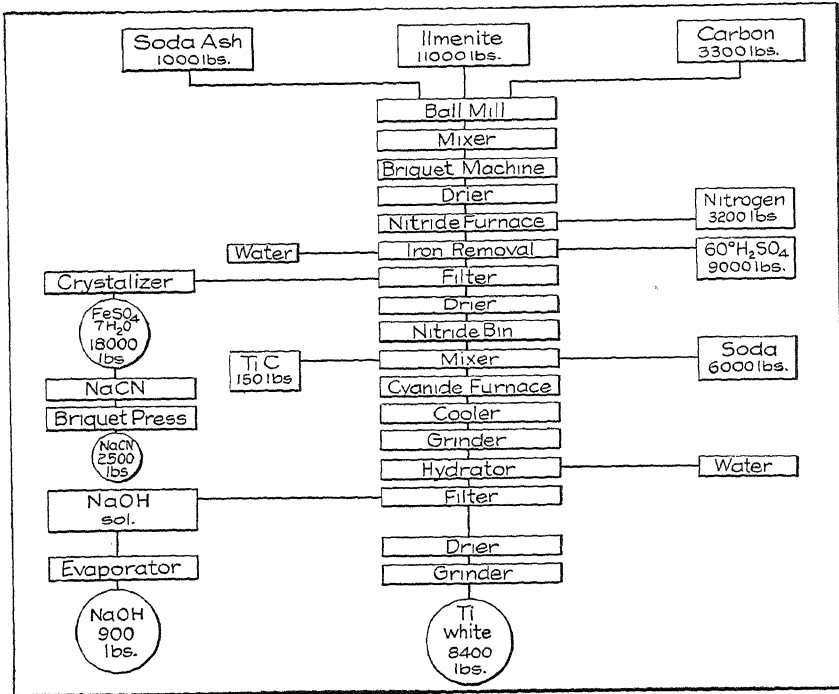 Soda Ash
1000 lbs.
Ilmenite
11000 lbs.
Carbon
3300 lbs.
Ball Mill
Mixer
Briquet Machine
Drier
Nitride Furnace
Nitrogen
3200 lbs
Water
Iron Removal
60° H₂SO₄
9000 lbs.
Crystalizer
Filter
FeSO₄
7H₂O
18000
lbs
Drier
Nitride Bin
Ti C
150 lbs
Mixer
Soda
6000 lbs.
NaCN
Cyanide Furnace
Briquet Press
Cooler
NaCN
2500
lbs
Grinder
Hydrator
Water
NaOH
sol.
Filter
Drier
Evaporator
Grinder
NaOH
900
lbs.
Ti
white
8400
lbs.